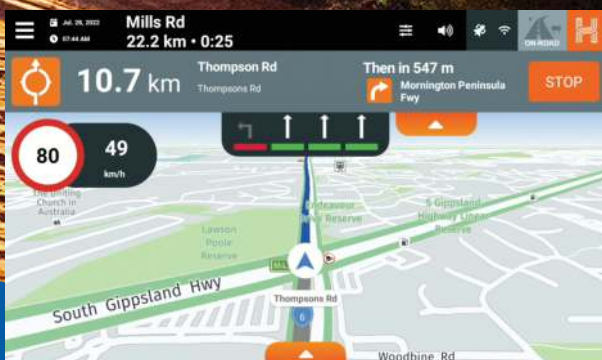 Jul. 28, 2022
07:44 AM
Mills Rd
22.2 km • 0:25
ON-ROAD
H
10.7 km
Thompson Rd
Thompsons Rd
Then in 547 m
Mornington Peninsula
Fwy
STOP
80
49
km/h
The Uniting
Church in
Australia
Lawson
Poole
Reserve
Endeavour
Reserve
S Gippsland
Highway Linear
Reserve
South Gippsland Hwy
Thompsons Rd
6
Woodbine Rd